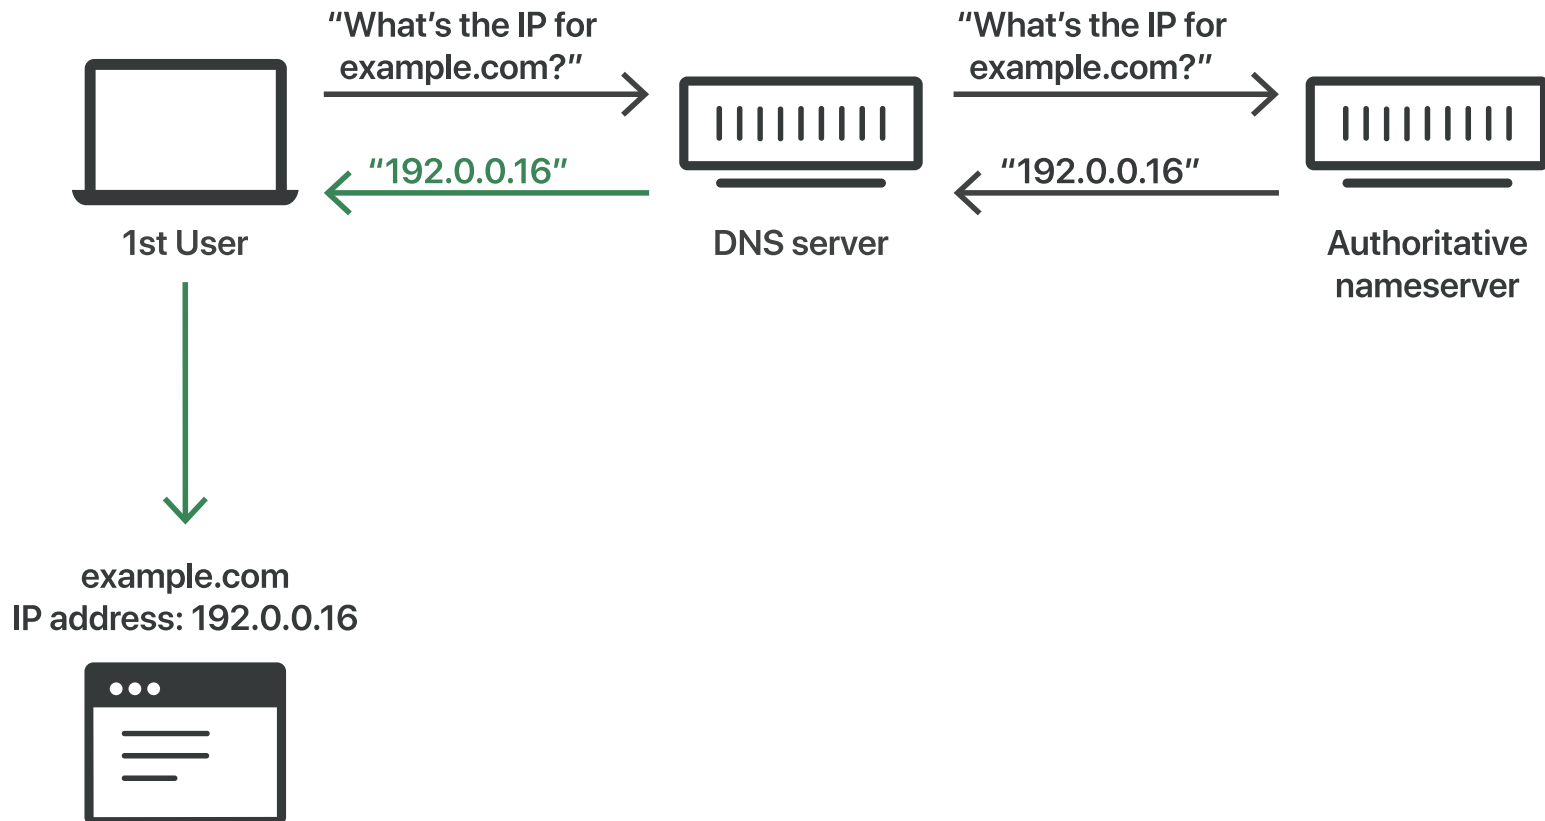 “What’s the IP for
example.com?”
“What’s the IP for
example.com?”
“192.0.0.16”
“192.0.0.16”
1st User
DNS server
Authoritative
nameserver
example.com
IP address: 192.0.0.16